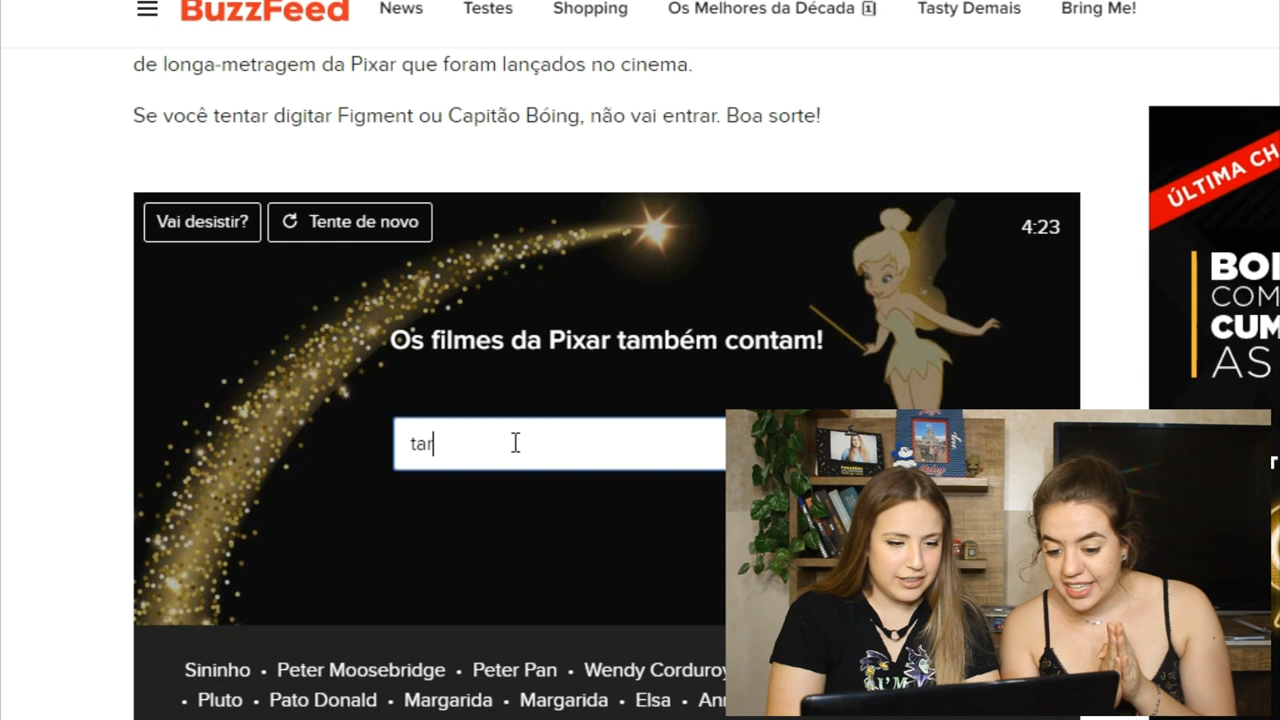 BuzzFeed News Testes Shopping Os Melhores da Década Tasty Demais Bring Me!
de longa-metragem da Pixar que foram lançados no cinema.
Se você tentar digitar Figment ou Capitão Bóing, não vai entrar. Boa sorte!
ÚLTIMA CH
Vai desistir? Tente de novo 4:23
BOI
COM
CUM
AS
Os filmes da Pixar também contam!
tar
Sininho • Peter Moosebridge • Peter Pan • Wendy Corduroy
• Pluto • Pato Donald • Margarida • Margarida • Elsa • An
I'M